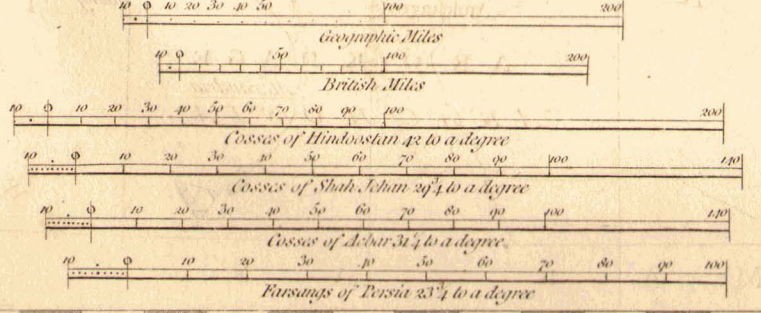 10 0 10 20 30 40 50 100 200
Geographic Miles
10 0 50 100 200
British Miles
10 0 10 20 30 40 50 60 70 80 90 100 200
Cosses of Hindoostan 42 to a degree
10 0 10 20 30 40 50 60 70 80 90 100 140
Cosses of Shah Jehan 29¾ to a degree
10 0 10 20 30 40 50 60 70 80 90 100 140
Cosses of Acbar 31¼ to a degree
10 0 10 20 30 40 50 60 70 80 90 100
Farsangs of Persia 23¾ to a degree